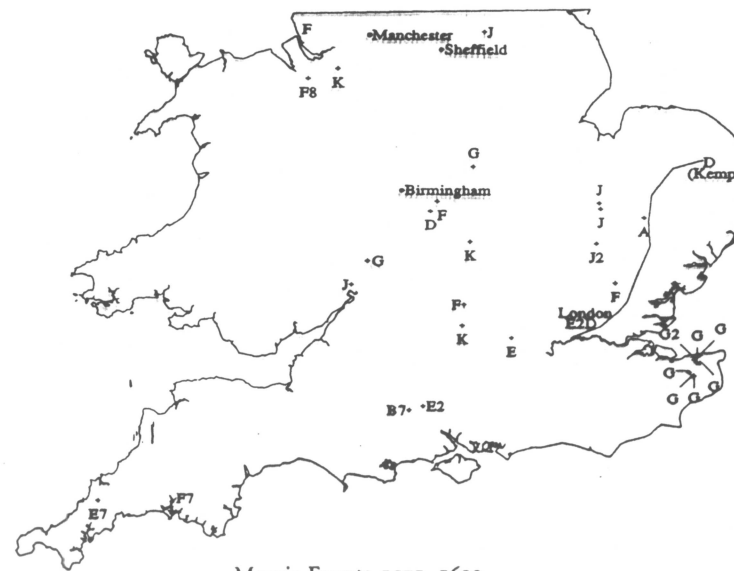 F
Manchester
J
Sheffield
F8
K
G
D
(Kemp
Birmingham
J
F
D
J
A
K
J2
G
J
F
F
London
E2D
K
E
G2
G
G
G
G
G
G
B7
E2
E7
F7